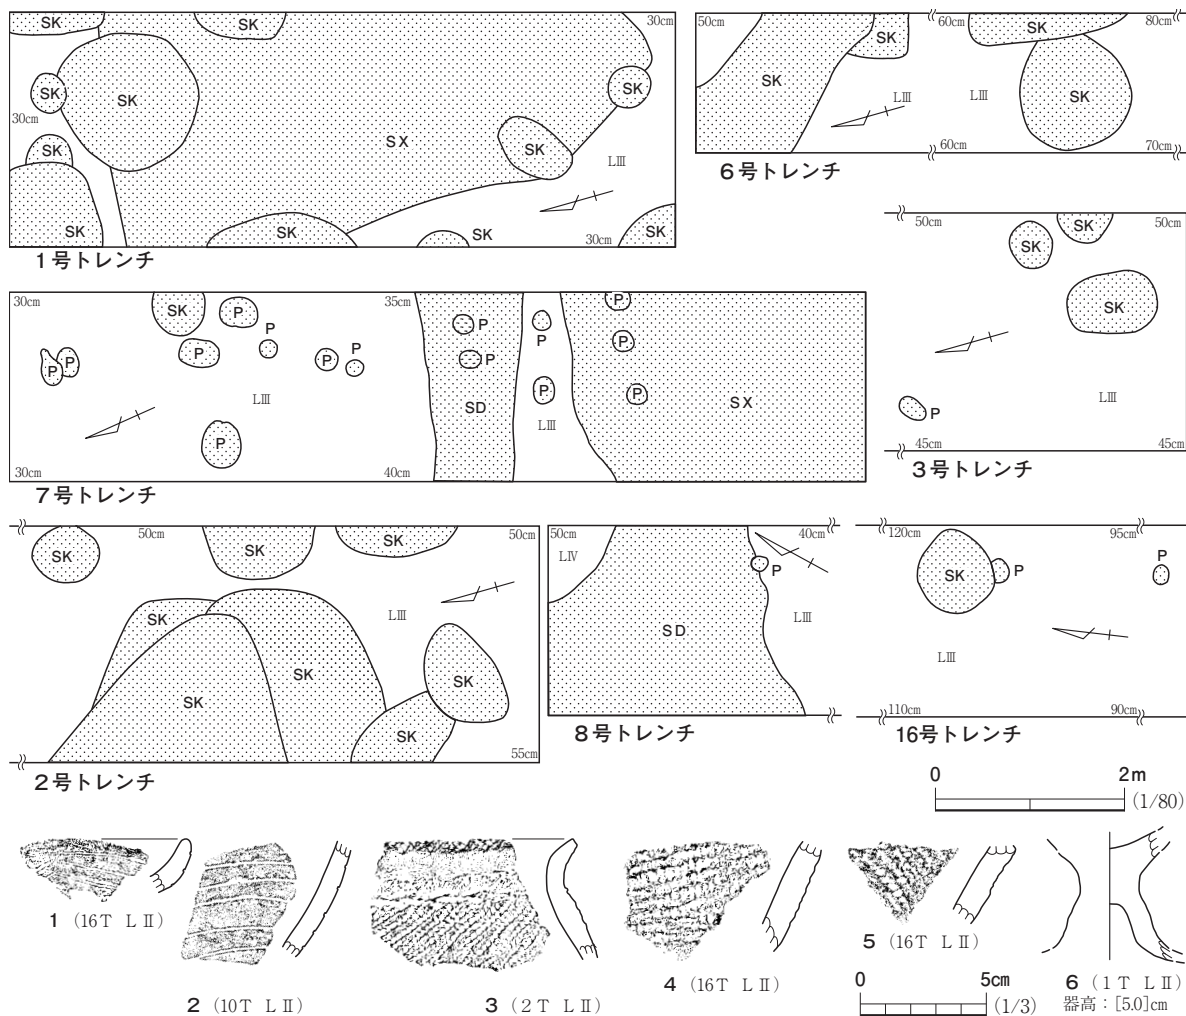 SK
SK
30cm
SK
SK
SK
30cm
SX
SK
SK
LⅢ
SK
SK
SK
30cm
SK
1号トレンチ
50cm
60cm
80cm
SK
SK
SK
LⅢ
LⅢ
SK
60cm
70cm
6号トレンチ
50cm
50cm
SK
SK
SK
LⅢ
P
45cm
45cm
3号トレンチ
30cm
SK
P
35cm
P
P
P
P
P
P
P
P
P
P
P
P
P
P
LⅢ
SD
LⅢ
SX
P
30cm
40cm
7号トレンチ
50cm
50cm
SK
SK
SK
SK
LⅢ
SK
SK
SK
SK
55cm
2号トレンチ
50cm
40cm
LⅣ
P
SD
LⅢ
8号トレンチ
120cm
95cm
SK
P
P
LⅢ
110cm
90cm
16号トレンチ
0 2m
(1/80)
1 (16T LⅡ)
2 (10T LⅡ)
3 (2T LⅡ)
4 (16T LⅡ)
5 (16T LⅡ)
6 (1T LⅡ)
器高：[5.0]cm
0 5cm
(1/3)